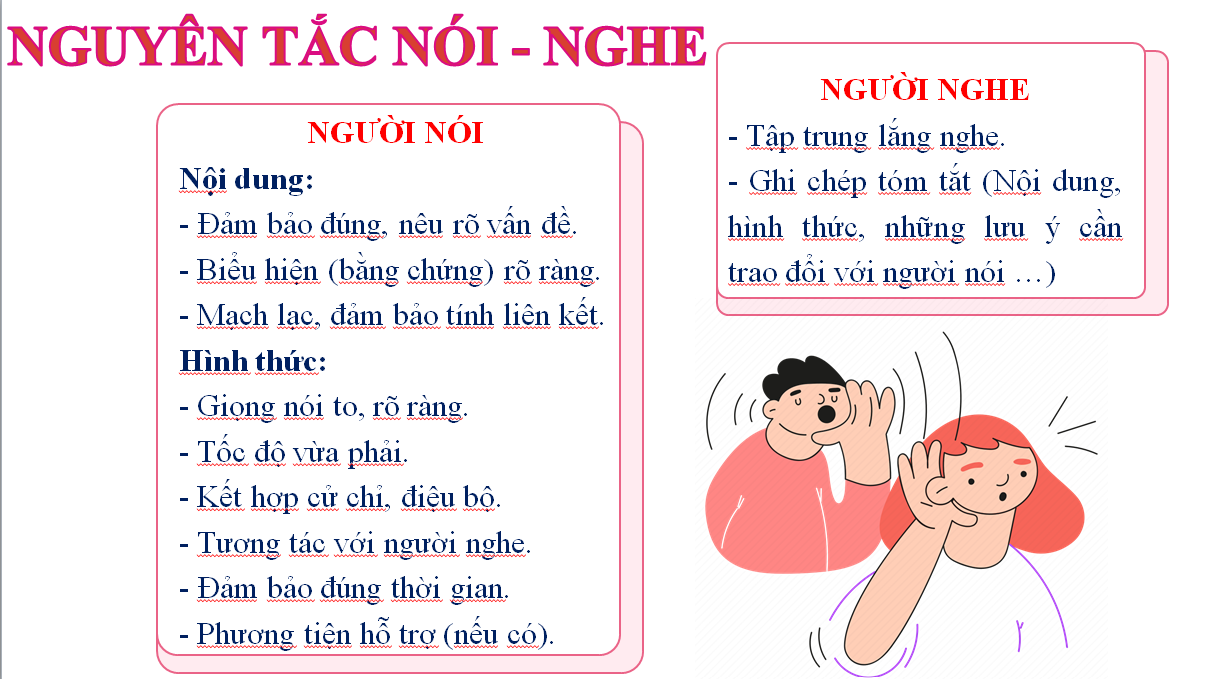 NGUYÊN TẮC NÓI - NGHE
NGƯỜI NÓI
Nội dung:
- Đảm bảo đúng, nêu rõ vấn đề.
- Biểu hiện (bằng chứng) rõ ràng.
- Mạch lạc, đảm bảo tính liên kết.
Hình thức:
- Giọng nói to, rõ ràng.
- Tốc độ vừa phải.
- Kết hợp cử chỉ, điệu bộ.
- Tương tác với người nghe.
- Đảm bảo đúng thời gian.
- Phương tiện hỗ trợ (nếu có).
NGƯỜI NGHE
- Tập trung lắng nghe.
- Ghi chép tóm tắt (Nội dung,
hình thức, những lưu ý cần
trao đổi với người nói …)